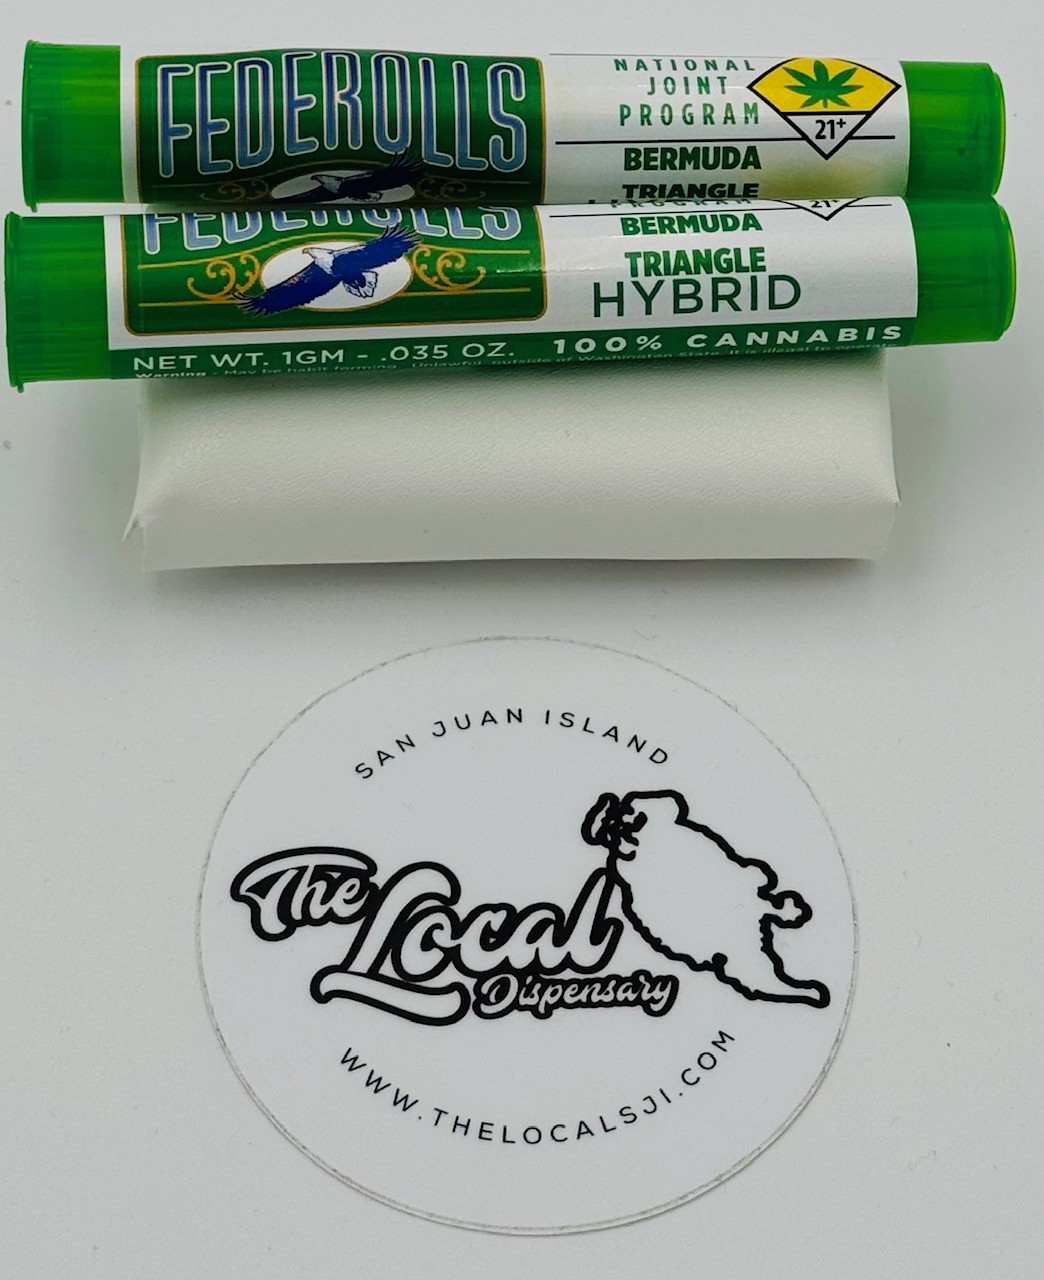 FEDEROLLS
NATIONAL
JOINT
PROGRAM
21+
BERMUDA
TRIANGLE
FEDEROLLS
PROGRAM
21+
BERMUDA
TRIANGLE
HYBRID
NET WT. 1GM - .035 OZ. 100% CANNABIS
Warning - May be habit forming. Unlawful outside of Washington State. It is illegal to operate
SAN JUAN ISLAND
The
Local
Dispensary
WWW.THELOCALSJI.COM